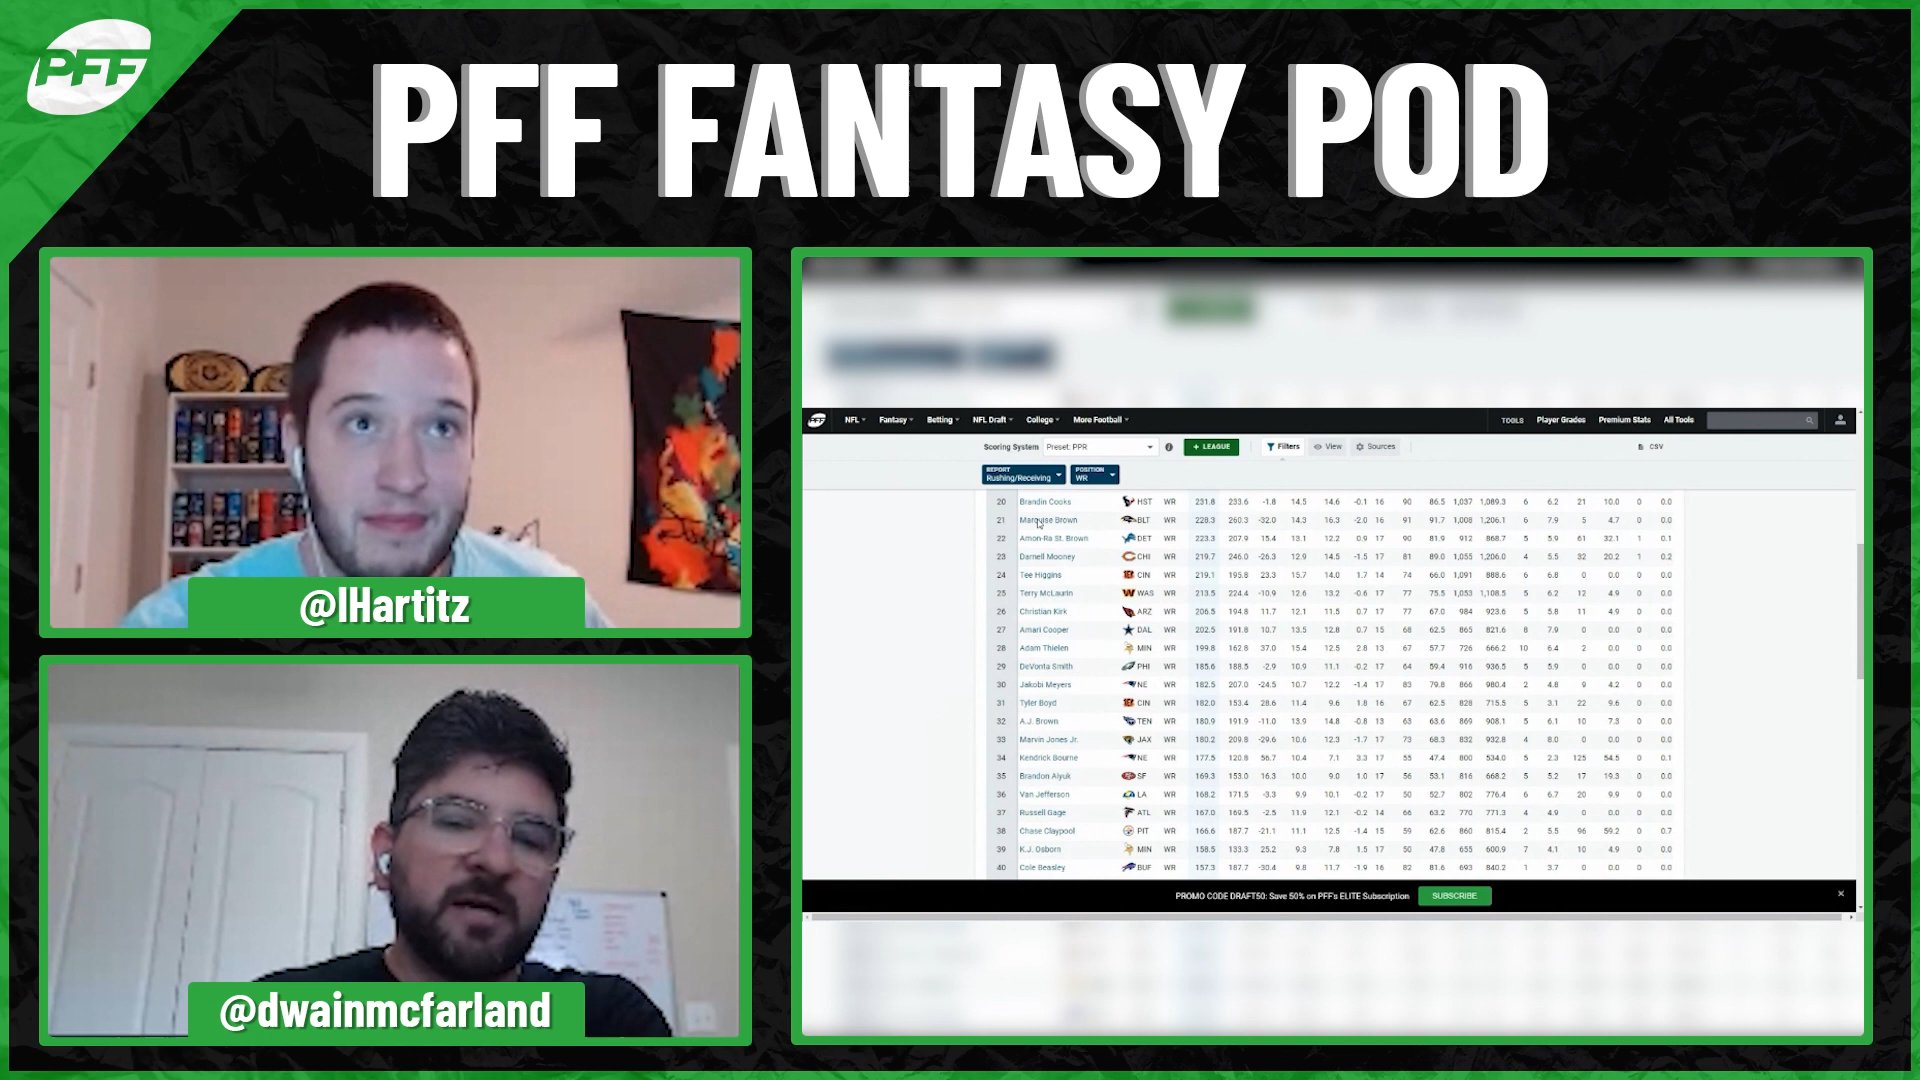 PFF
PFF FANTASY POD
@IHartitz
@dwainmcfarland
PFF NFL Fantasy Betting NFL Draft College More Football TOOLS Player Grades Premium Stats All Tools
Scoring System Preset: PPR + LEAGUE Filters View Sources CSV
REPORT POSITION
Rushing/Receiving WR
20 Brandin Cooks HST WR 231.8 233.6 -1.8 14.5 14.6 -0.1 16 90 86.5 1,037 1,089.3 6 6.2 21 10.0 0 0.0
21 Marquise Brown BLT WR 228.3 260.3 -32.0 14.3 16.3 -2.0 16 91 91.7 1,008 1,206.1 6 7.9 5 4.7 0 0.0
22 Amon-Ra St. Brown DET WR 223.3 207.9 15.4 13.1 12.2 0.9 17 90 81.9 912 868.7 5 5.9 61 32.1 1 0.1
23 Darnell Mooney CHI WR 219.7 246.0 -26.3 12.9 14.5 -1.5 17 81 89.0 1,055 1,206.0 4 5.5 32 20.2 1 0.2
24 Tee Higgins CIN WR 219.1 195.8 23.3 15.7 14.0 1.7 14 74 66.0 1,091 888.6 6 6.8 0 0.0 0 0.0
25 Terry McLaurin WAS WR 213.5 224.4 -10.9 12.6 13.2 -0.6 17 77 75.5 1,053 1,108.5 5 6.2 12 4.9 0 0.0
26 Christian Kirk ARZ WR 206.5 194.8 11.7 12.1 11.5 0.7 17 77 67.0 984 923.6 5 5.8 11 4.9 0 0.0
27 Amari Cooper DAL WR 202.5 191.8 10.7 13.5 12.8 0.7 15 68 62.5 865 821.6 8 7.9 0 0.0 0 0.0
28 Adam Thielen MIN WR 199.8 162.8 37.0 15.4 12.5 2.8 13 67 57.7 726 666.2 10 6.4 2 0.0 0 0.0
29 DeVonta Smith PHI WR 185.6 188.5 -2.9 10.9 11.1 -0.2 17 64 59.4 916 936.5 5 5.9 0 0.0 0 0.0
30 Jakobi Meyers NE WR 182.5 207.0 -24.5 10.7 12.2 -1.4 17 83 79.8 866 980.4 2 4.8 9 4.2 0 0.0
31 Tyler Boyd CIN WR 182.0 153.4 28.6 11.4 9.6 1.8 16 67 62.5 828 715.5 5 3.1 22 9.6 0 0.0
32 A.J. Brown TEN WR 180.9 191.9 -11.0 13.9 14.8 -0.8 13 63 63.6 869 908.1 5 6.1 10 7.3 0 0.0
33 Marvin Jones Jr. JAX WR 180.2 209.8 -29.6 10.6 12.3 -1.7 17 73 68.3 832 932.8 4 8.0 0 0.0 0 0.0
34 Kendrick Bourne NE WR 177.5 120.8 56.7 10.4 7.1 3.3 17 55 47.4 800 534.0 5 2.3 125 54.5 0 0.1
35 Brandon Aiyuk SF WR 169.3 153.0 16.3 10.0 9.0 1.0 17 56 53.1 816 668.2 5 5.2 17 19.3 0 0.0
36 Van Jefferson LA WR 168.2 171.5 -3.3 9.9 10.1 -0.2 17 50 52.7 802 776.4 6 6.7 20 9.9 0 0.0
37 Russell Gage ATL WR 167.0 169.5 -2.5 11.9 12.1 -0.2 14 66 63.2 770 771.3 4 4.9 0 0.0 0 0.0
38 Chase Claypool PIT WR 166.6 187.7 -21.1 11.1 12.5 -1.4 15 59 62.6 860 815.4 2 5.5 96 59.2 0 0.7
39 K.J. Osborn MIN WR 158.5 133.3 25.2 9.3 7.8 1.5 17 50 47.8 655 600.9 7 4.1 10 4.9 0 0.0
40 Cole Beasley BUF WR 157.3 187.7 -30.4 9.8 11.7 -1.9 16 82 81.6 693 840.2 1 3.7 0 0.0 0 0.0
PROMO CODE DRAFT50: Save 50% on PFF's ELITE Subscription SUBSCRIBE